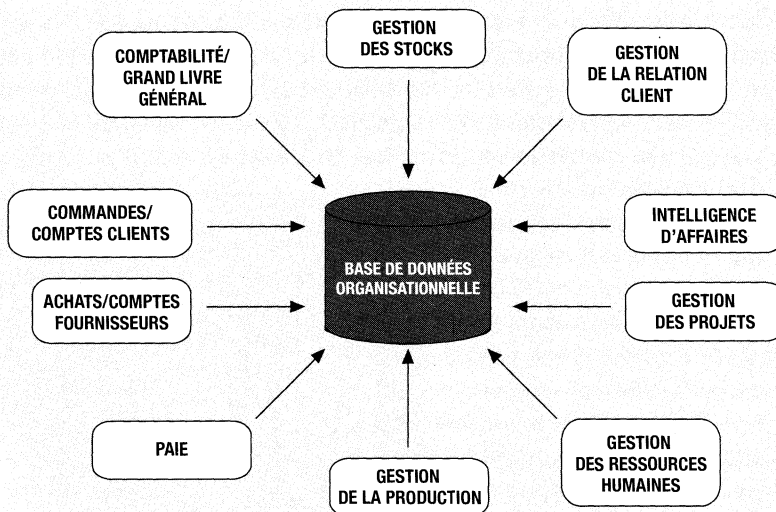 GESTION
DES STOCKS
COMPTABILITÉ/
GRAND LIVRE
GÉNÉRAL
GESTION
DE LA RELATION
CLIENT
COMMANDES/
COMPTES CLIENTS
INTELLIGENCE
D'AFFAIRES
BASE DE DONNÉES
ORGANISATIONNELLE
ACHATS/COMPTES
FOURNISSEURS
GESTION
DES PROJETS
PAIE
GESTION
DE LA PRODUCTION
GESTION
DES RESSOURCES
HUMAINES